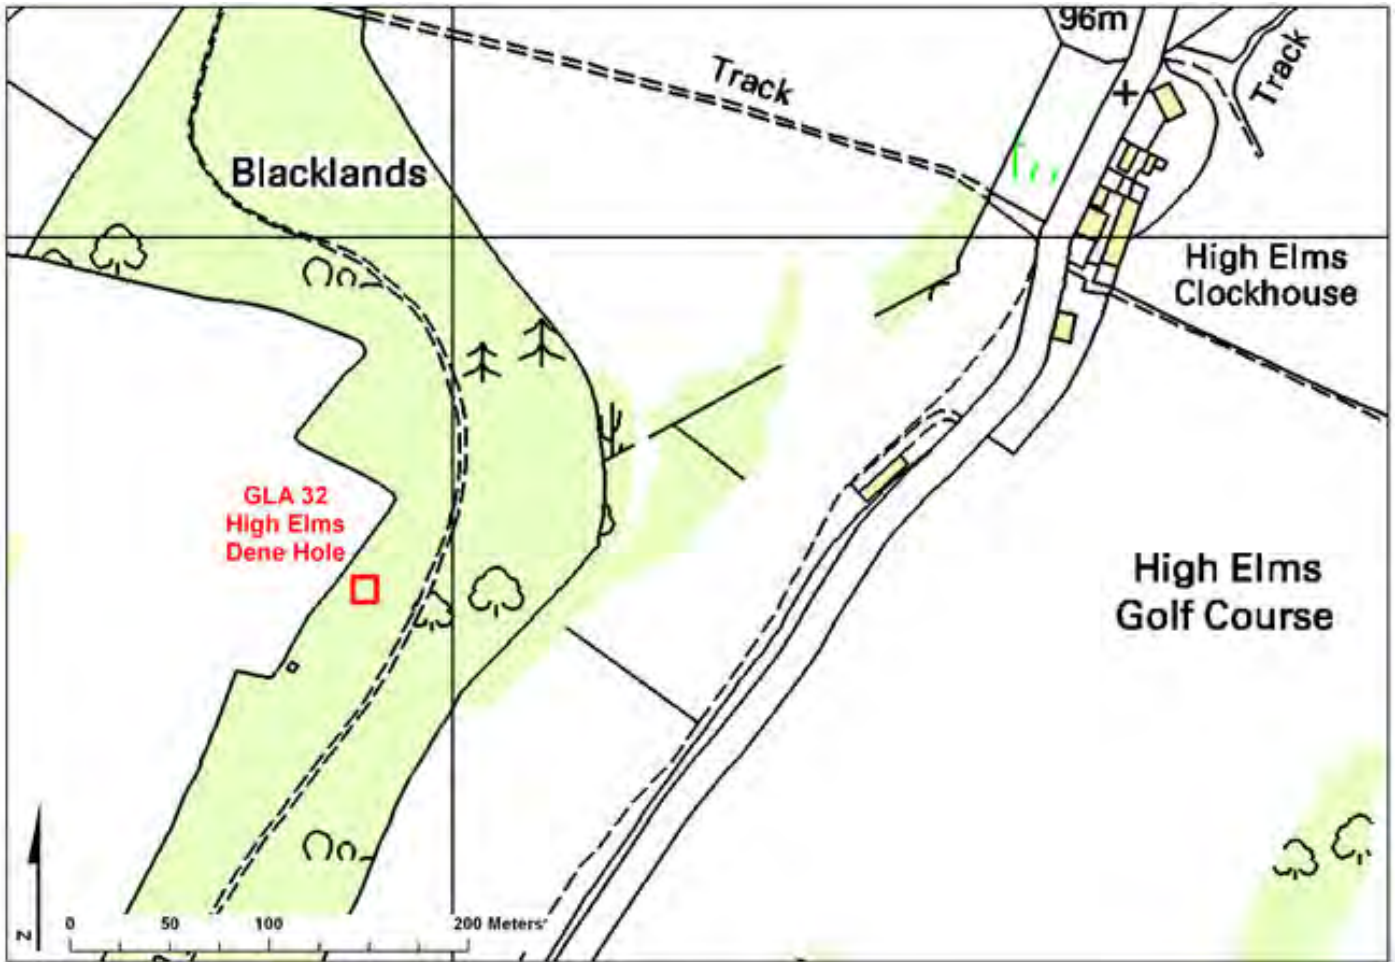 96m
Track
Track
Blacklands
High Elms
Clockhouse
GLA 32
High Elms
Dene Hole
High Elms
Golf Course
N
0 50 100 200 Meters